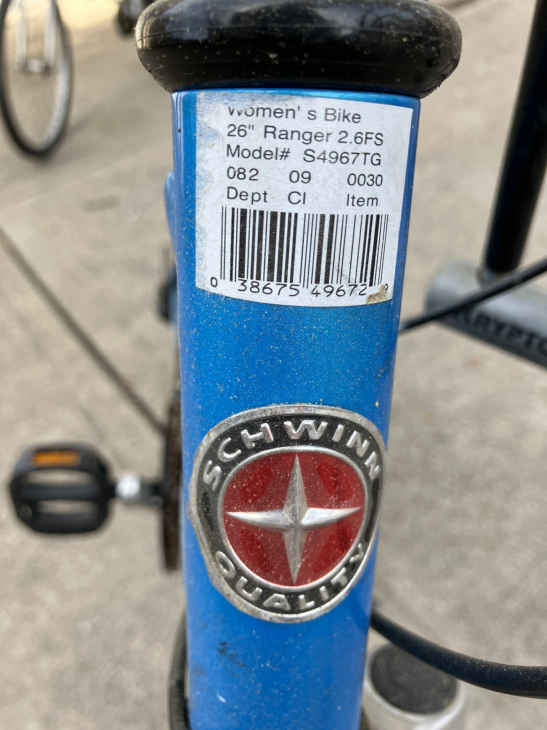 Women's Bike
26" Ranger 2.6FS
Model# S4967TG
082 09 0030
Dept Cl Item
0 38675 49672
SCHWINN
QUALITY
KRYPTO